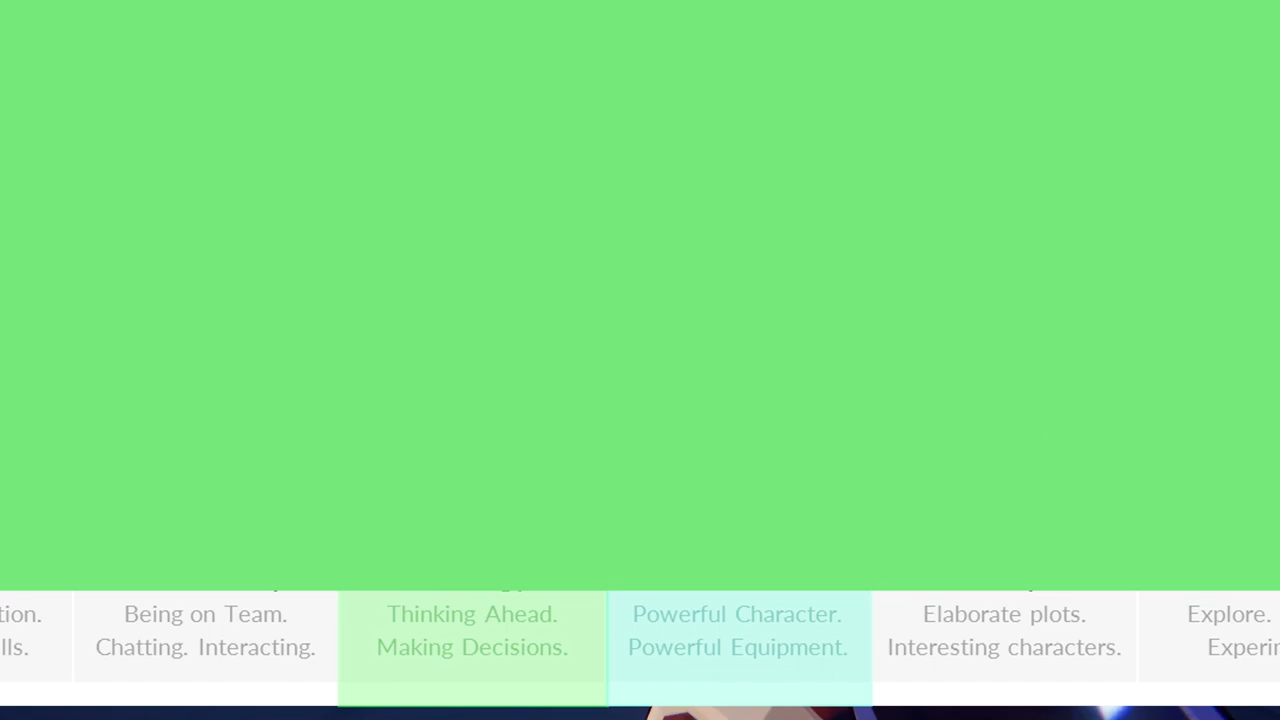 tion. Being on Team. Thinking Ahead. Powerful Character. Elaborate plots. Explore.
lls. Chatting. Interacting. Making Decisions. Powerful Equipment. Interesting characters. Experi